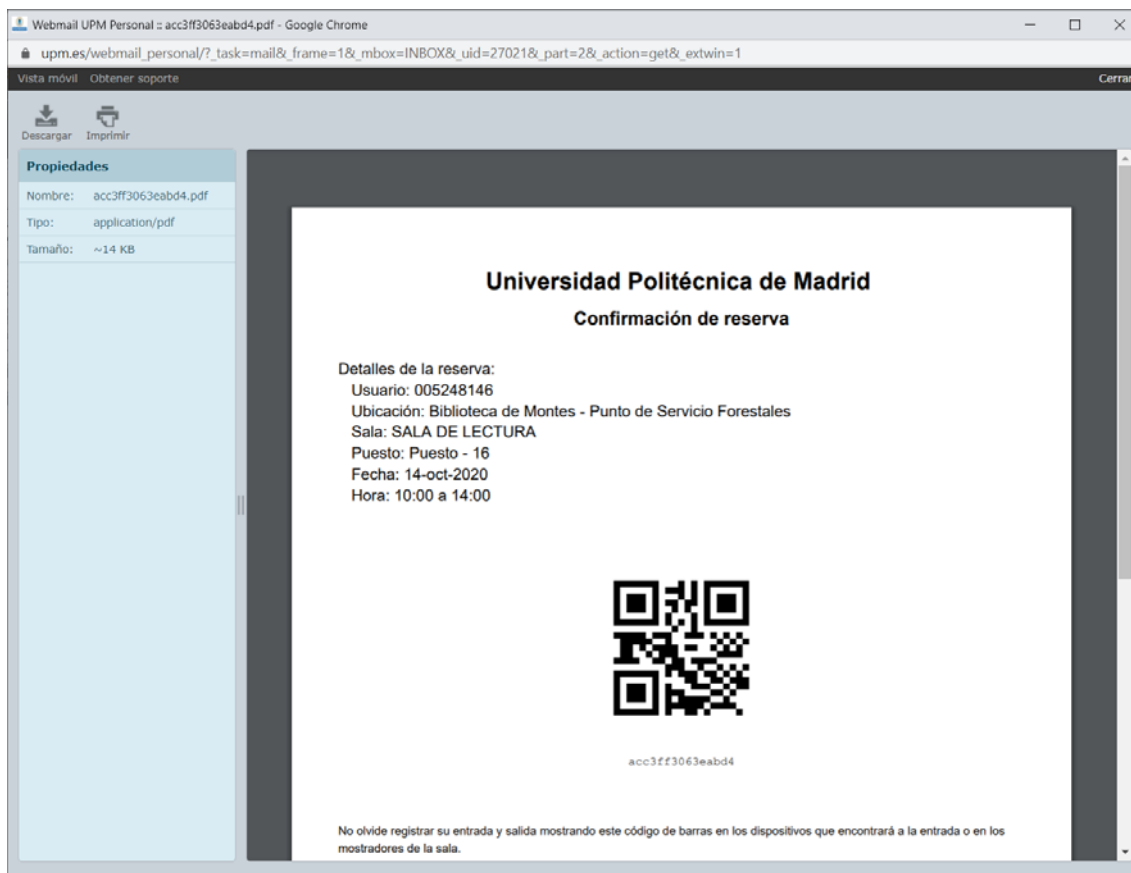 Webmail UPM Personal :: acc3ff3063eabd4.pdf - Google Chrome
upm.es/webmail_personal/?_task=mail&_frame=1&_mbox=INBOX&_uid=27021&_part=2&_action=get&_extwin=1
Vista móvil Obtener soporte Cerrar
Descargar Imprimir
Propiedades
Nombre: acc3ff3063eabd4.pdf
Tipo: application/pdf
Tamaño: ~14 KB
Universidad Politécnica de Madrid
Confirmación de reserva
Detalles de la reserva:
Usuario: 005248146
Ubicación: Biblioteca de Montes - Punto de Servicio Forestales
Sala: SALA DE LECTURA
Puesto: Puesto - 16
Fecha: 14-oct-2020
Hora: 10:00 a 14:00
acc3ff3063eabd4
No olvide registrar su entrada y salida mostrando este código de barras en los dispositivos que encontrará a la entrada o en los
mostradores de la sala.